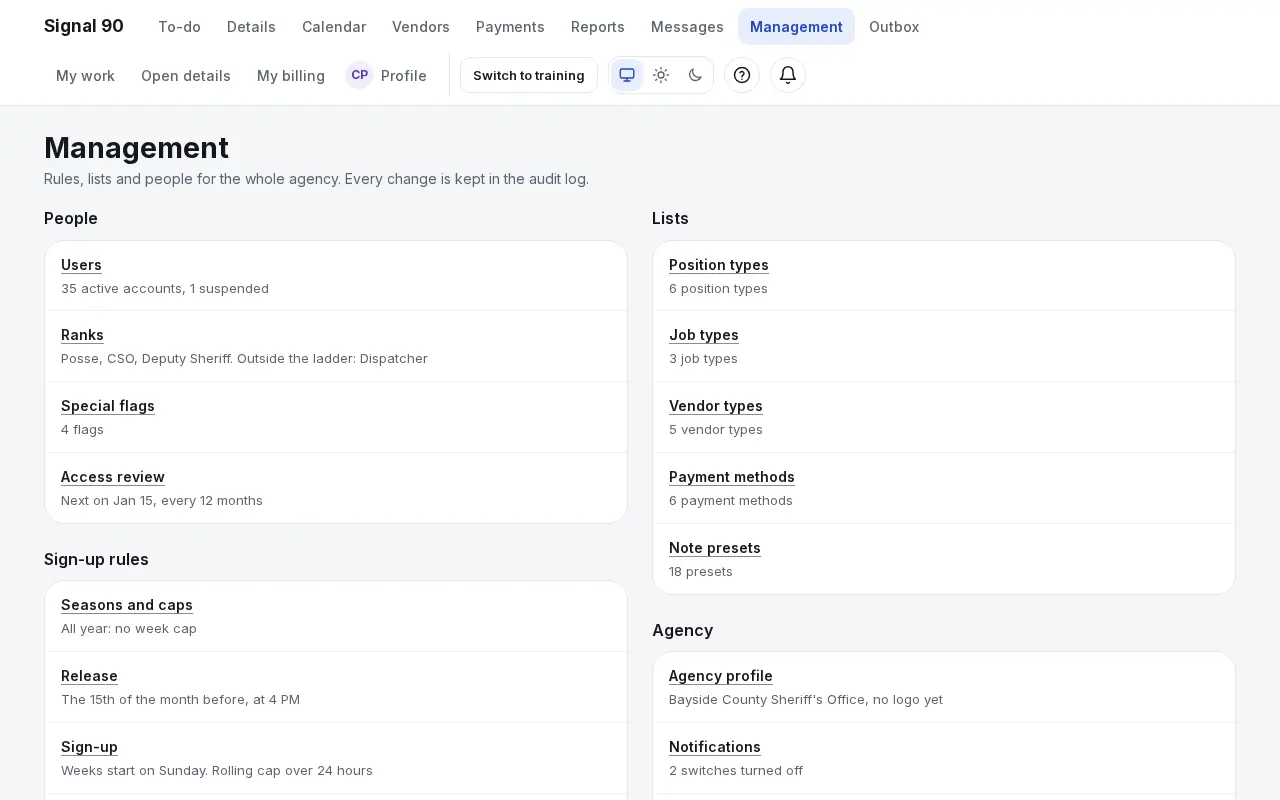 Signal 90
To-do
Details
Calendar
Vendors
Payments
Reports
Messages
Management
Outbox
My work
Open details
My billing
CP
Profile
Switch to training
Management
Rules, lists and people for the whole agency. Every change is kept in the audit log.
People
Users
35 active accounts, 1 suspended
Ranks
Posse, CSO, Deputy Sheriff. Outside the ladder: Dispatcher
Special flags
4 flags
Access review
Next on Jan 15, every 12 months
Sign-up rules
Seasons and caps
All year: no week cap
Release
The 15th of the month before, at 4 PM
Sign-up
Weeks start on Sunday. Rolling cap over 24 hours
Lists
Position types
6 position types
Job types
3 job types
Vendor types
5 vendor types
Payment methods
6 payment methods
Note presets
18 presets
Agency
Agency profile
Bayside County Sheriff's Office, no logo yet
Notifications
2 switches turned off